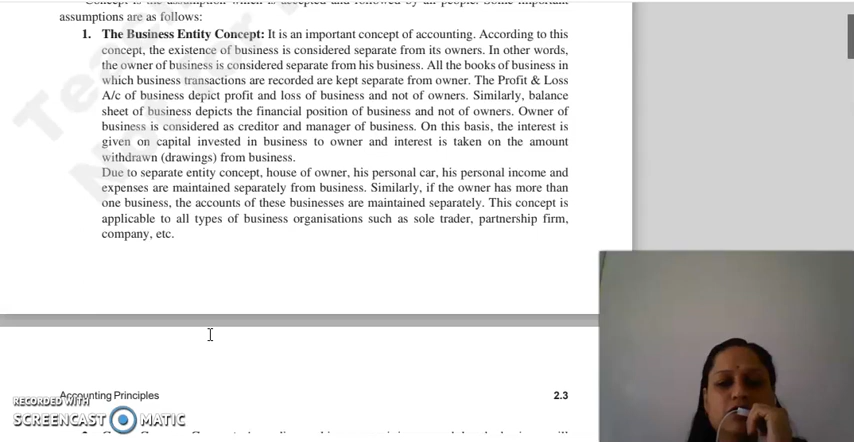 assumptions are as follows:
1. The Business Entity Concept: It is an important concept of accounting. According to this
concept, the existence of business is considered separate from its owners. In other words,
the owner of business is considered separate from his business. All the books of business in
which business transactions are recorded are kept separate from owner. The Profit & Loss
A/c of business depict profit and loss of business and not of owners. Similarly, balance
sheet of business depicts the financial position of business and not of owners. Owner of
business is considered as creditor and manager of business. On this basis, the interest is
given on capital invested in business to owner and interest is taken on the amount
withdrawn (drawings) from business.
Due to separate entity concept, house of owner, his personal car, his personal income and
expenses are maintained separately from business. Similarly, if the owner has more than
one business, the accounts of these businesses are maintained separately. This concept is
applicable to all types of business organisations such as sole trader, partnership firm,
company, etc.
Accounting Principles 2.3
RECORDED WITH
SCREENCAST MATIC